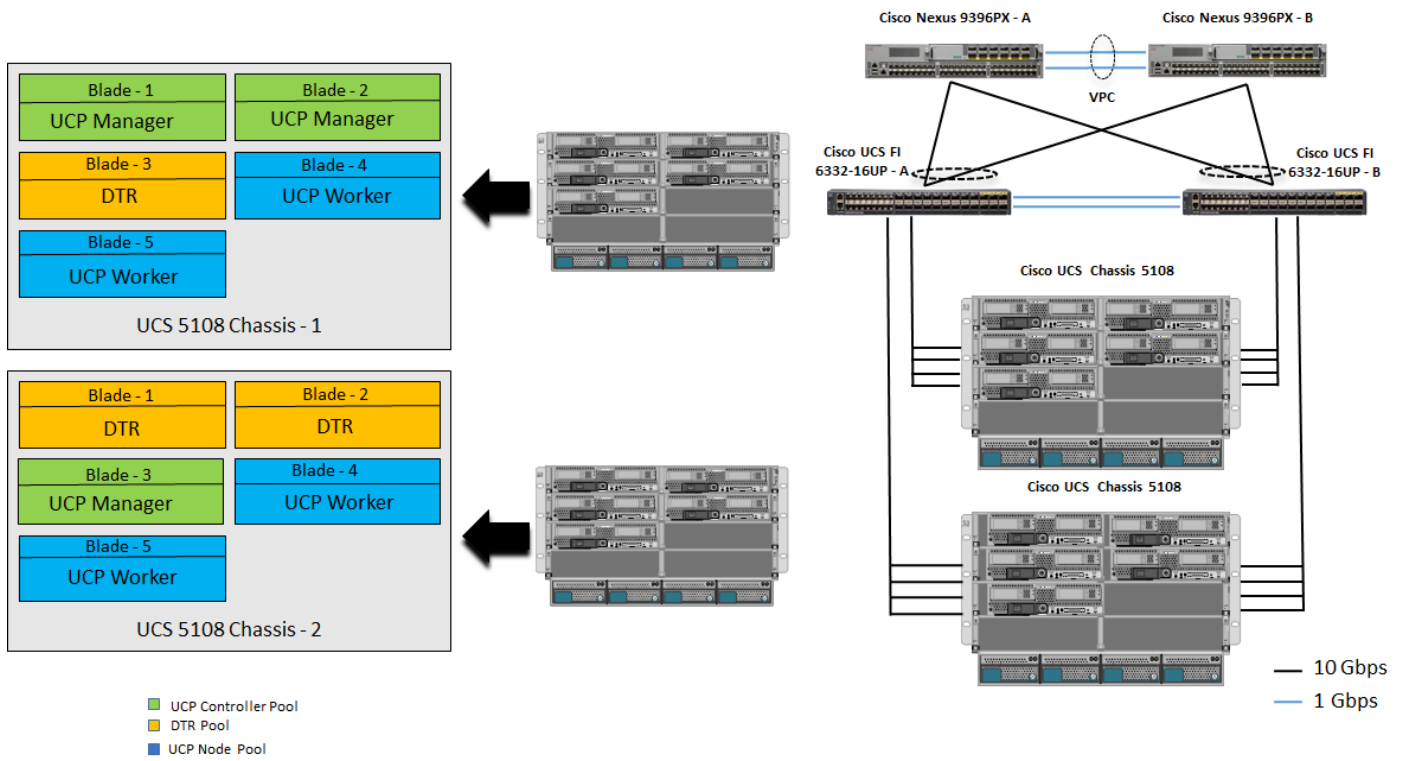 Cisco Nexus 9396PX - A
Cisco Nexus 9396PX - B
VPC
Cisco UCS FI
6332-16UP - A
Cisco UCS FI
6332-16UP - B
Blade - 1
UCP Manager
Blade - 2
UCP Manager
Blade - 3
DTR
Blade - 4
UCP Worker
Blade - 5
UCP Worker
UCS 5108 Chassis - 1
Blade - 1
DTR
Blade - 2
DTR
Blade - 3
UCP Manager
Blade - 4
UCP Worker
Blade - 5
UCP Worker
UCS 5108 Chassis - 2
Cisco UCS Chassis 5108
Cisco UCS Chassis 5108
10 Gbps
1 Gbps
UCP Controller Pool
DTR Pool
UCP Node Pool